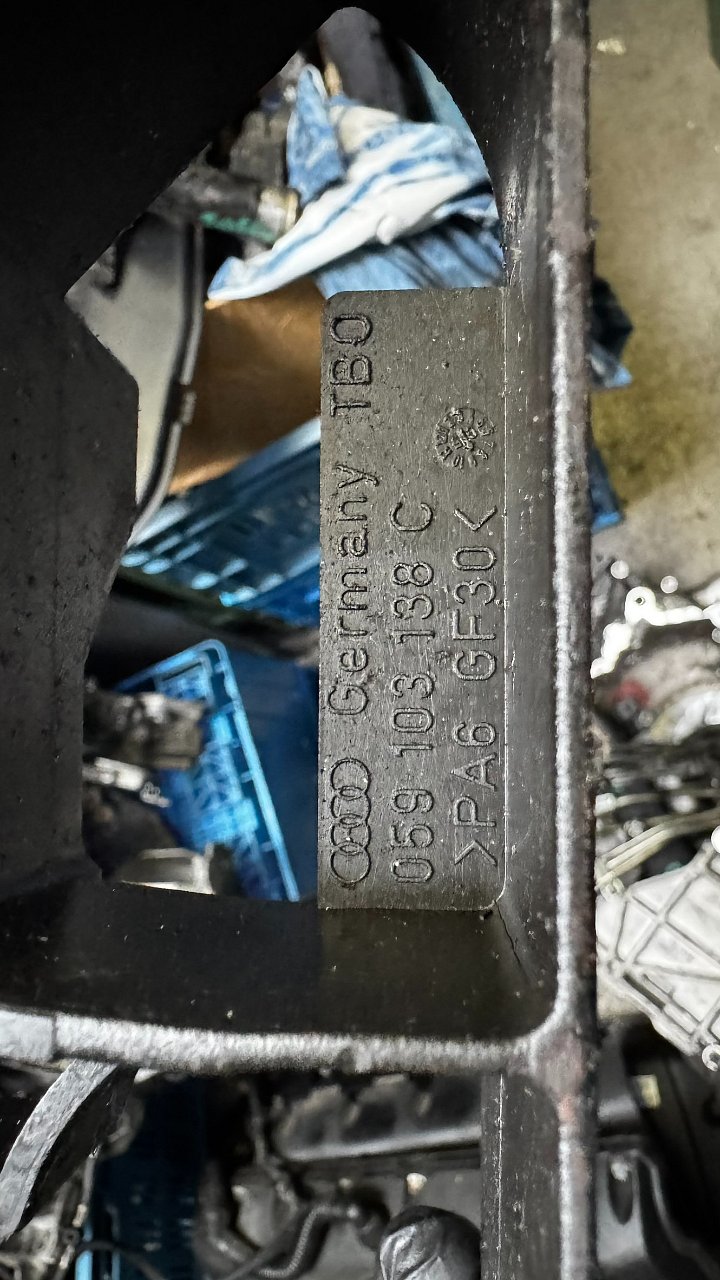 Germany TBO
059 103 138 C
>PA6 GF30<